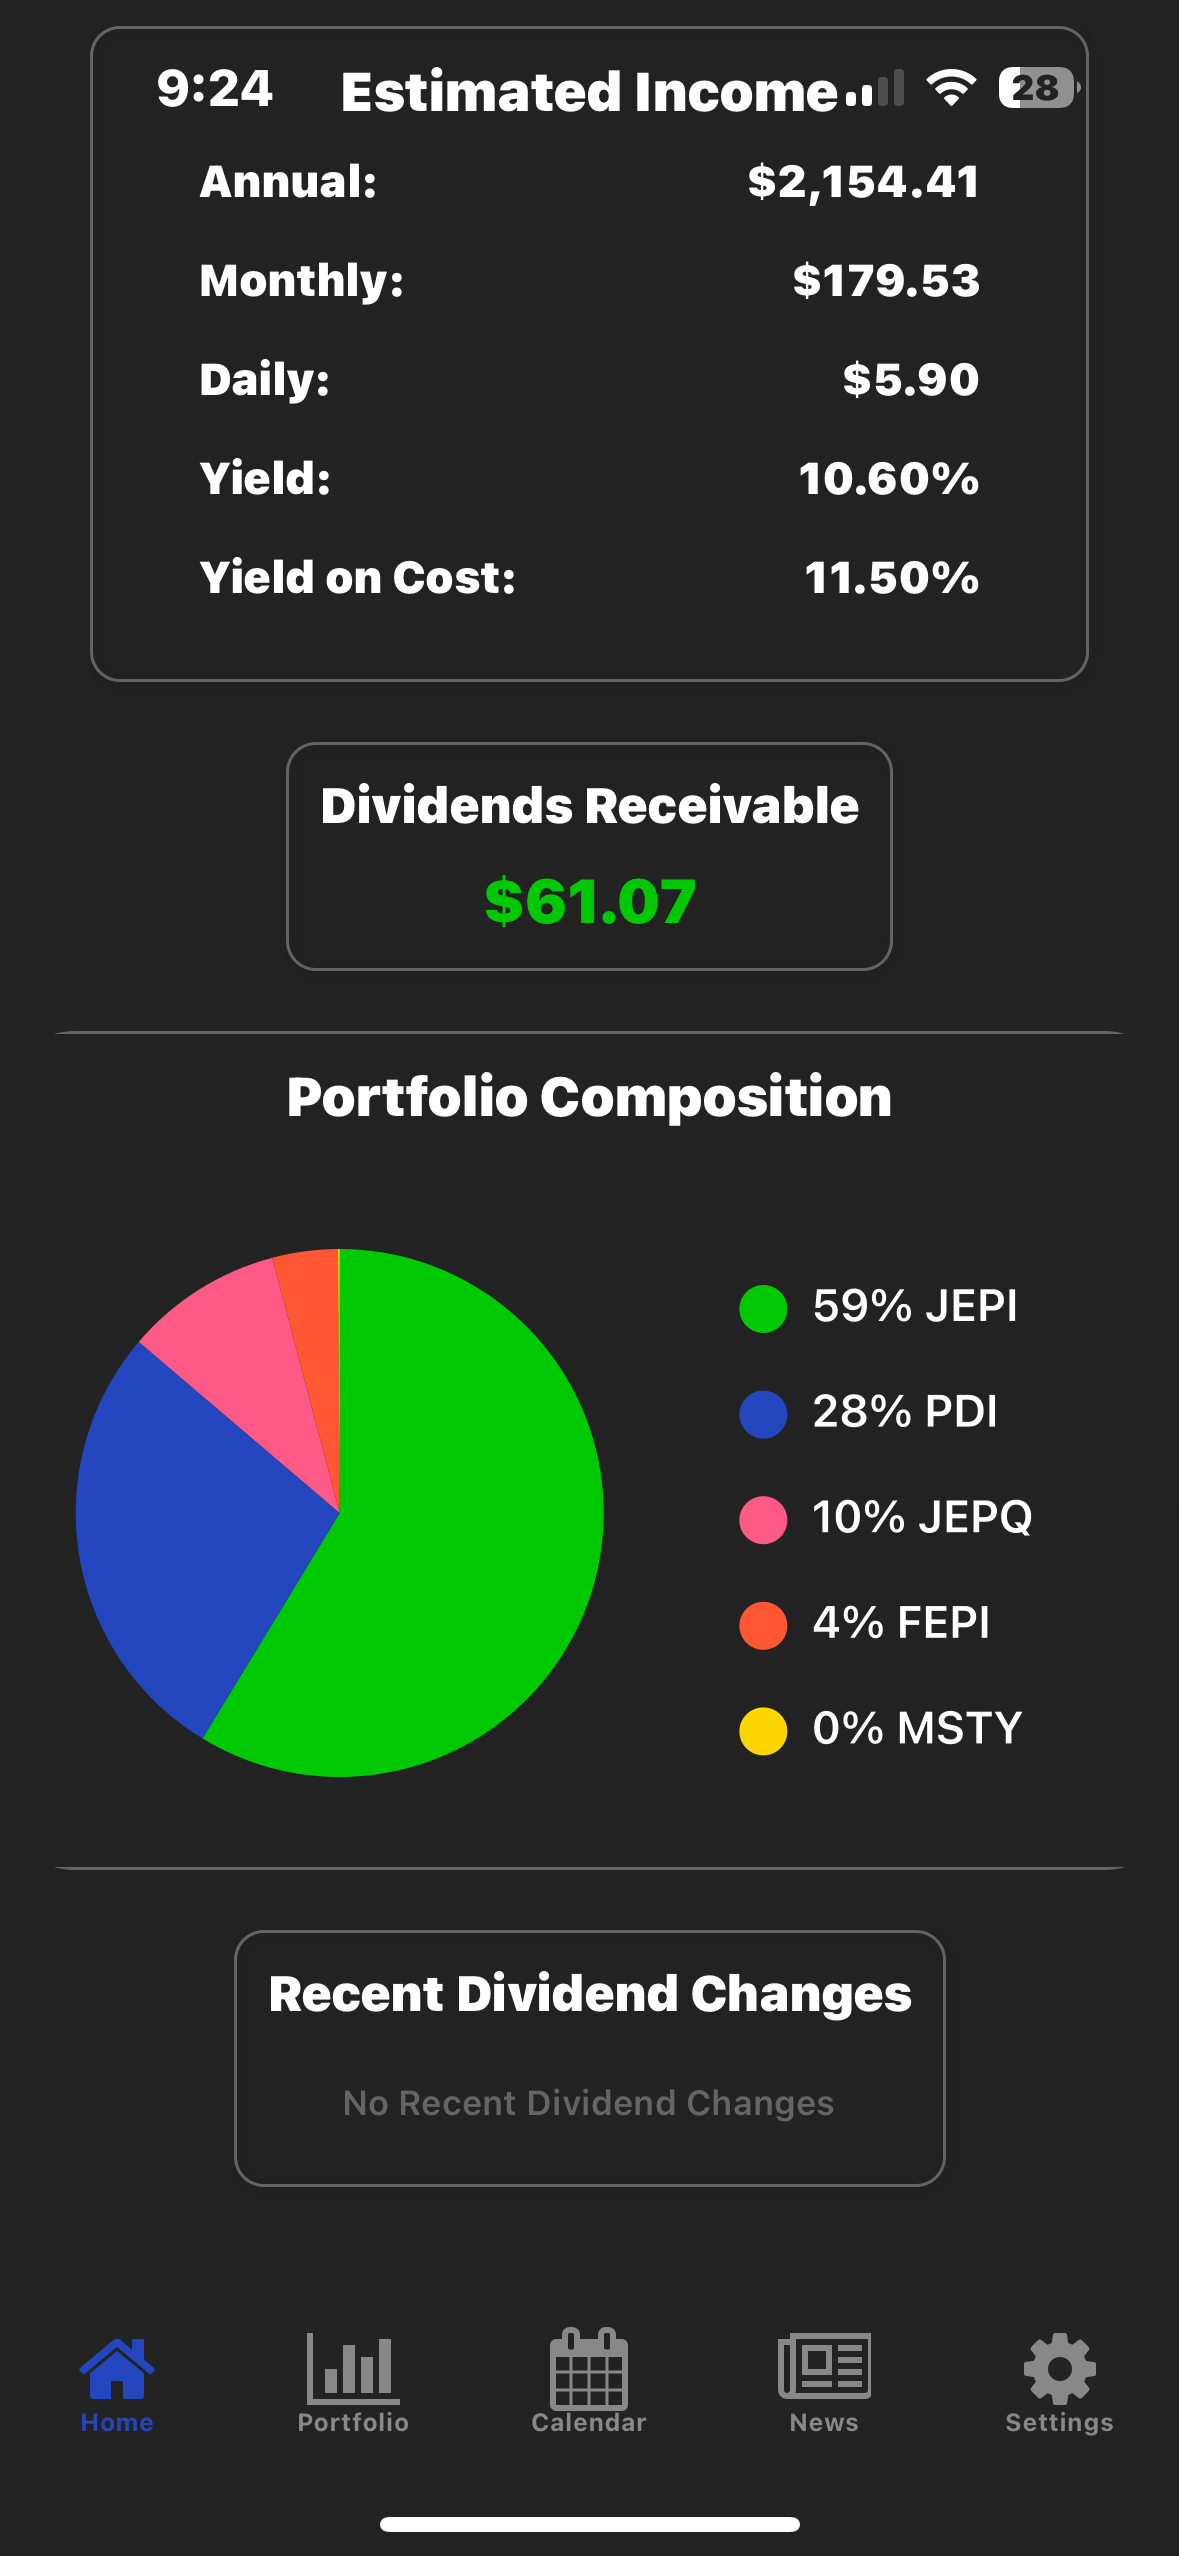 9:24 Estimated Income 28
Annual: $2,154.41
Monthly: $179.53
Daily: $5.90
Yield: 10.60%
Yield on Cost: 11.50%
Dividends Receivable
$61.07
Portfolio Composition
59% JEPI
28% PDI
10% JEPQ
4% FEPI
0% MSTY
Recent Dividend Changes
No Recent Dividend Changes
Home Portfolio Calendar News Settings